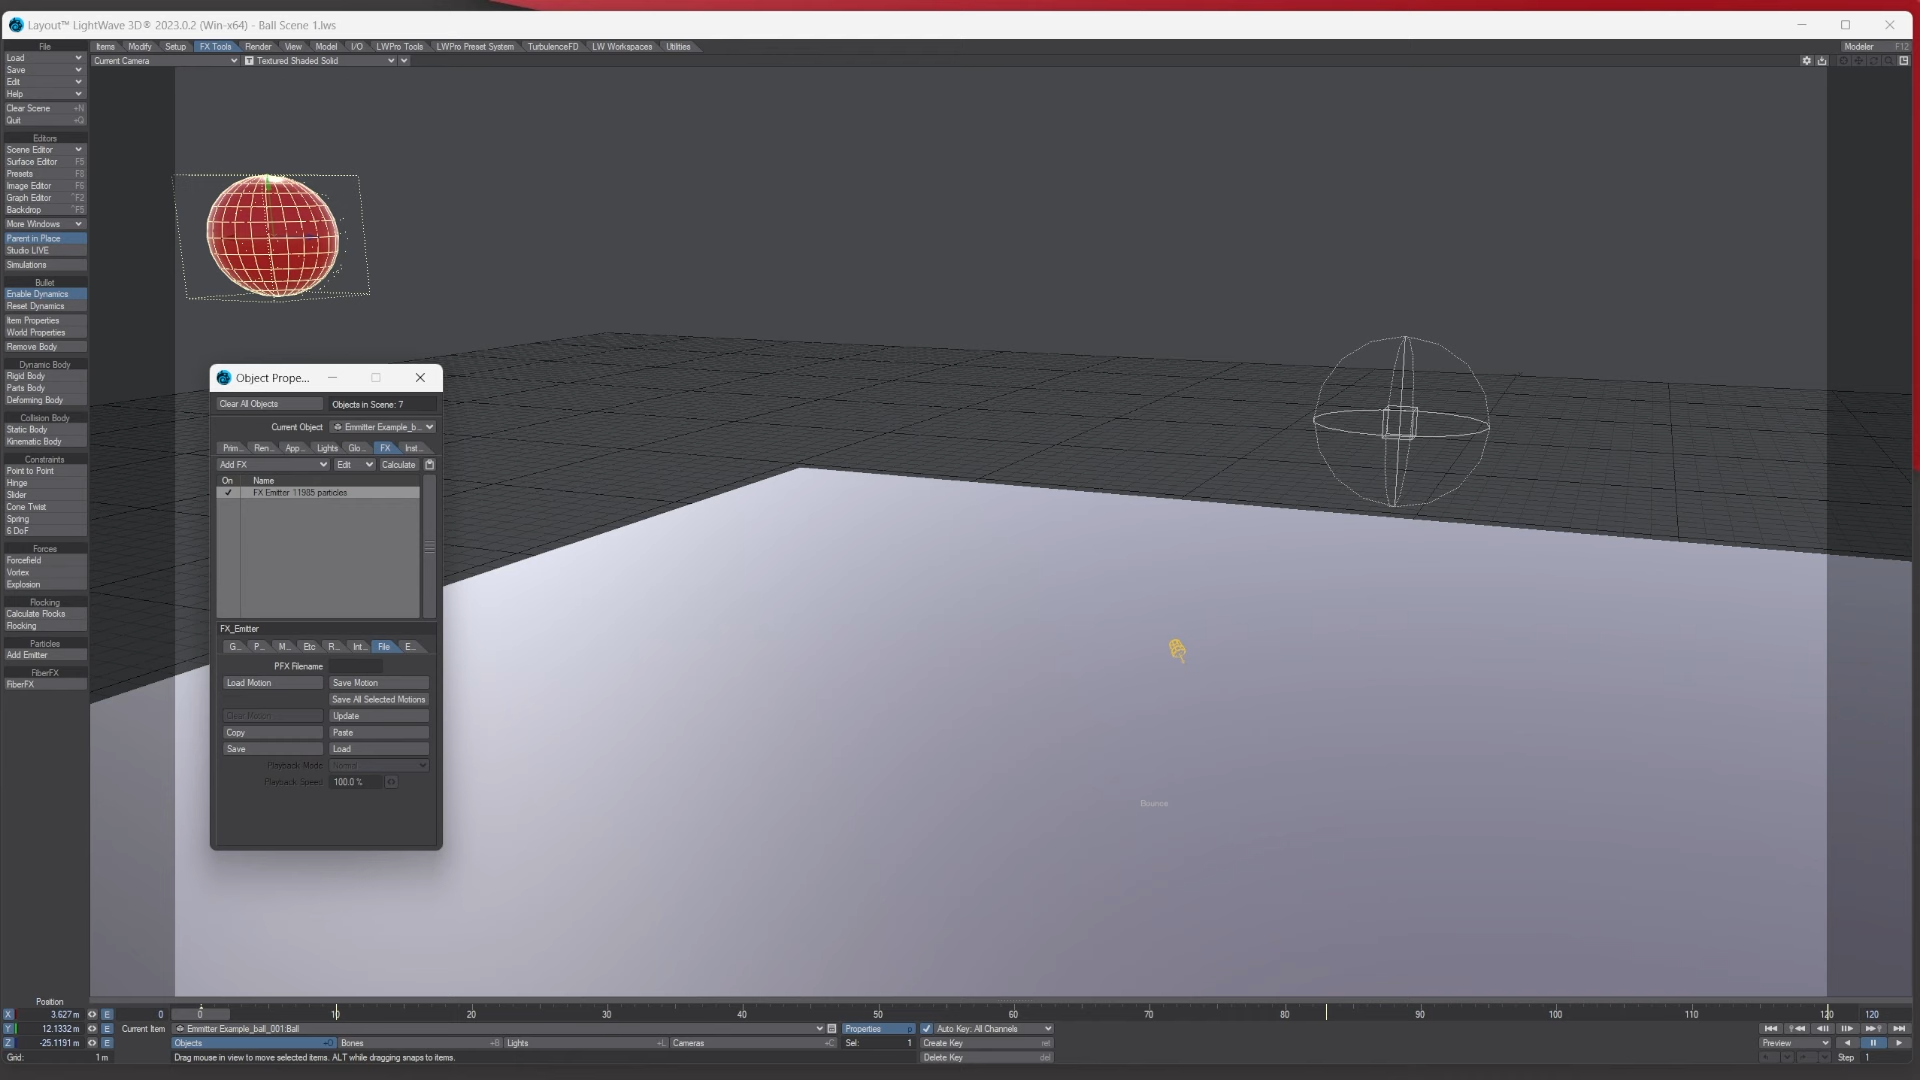 Layout™ LightWave 3D® 2023.0.2 (Win-x64) - Ball Scene 1.lws
File Items Modify Setup FX Tools Render View Model I/O LWPro Tools LWPro Preset System TurbulenceFD LW Workspaces Utilities Modeler F12
Load
Current Camera Textured Shaded Solid
Save
Edit
Help
Clear Scene +N
Quit +Q
Editors
Scene Editor
Surface Editor F5
Presets F8
Image Editor F6
Graph Editor ^F2
Backdrop ^F5
More Windows
Parent in Place
Studio LIVE
Simulations
Bullet
Enable Dynamics
Reset Dynamics
Item Properties
World Properties
Remove Body
Dynamic Body
Rigid Body
Parts Body
Deforming Body
Collision Body
Static Body
Kinematic Body
Constraints
Point to Point
Hinge
Slider
Cone Twist
Spring
6 DoF
Forces
Forcefield
Vortex
Explosion
Flocking
Calculate Flocks
Flocking
Particles
Add Emitter
FiberFX
FiberFX
Object Prope...
Clear All Objects Objects in Scene: 7
Current Object Emmitter Example_b...
Prim... Ren... App... Lights Glo... FX Inst...
Add FX Edit Calculate
On Name
FX Emitter 11985 particles
FX_Emitter
G... P... M... Etc R... Int... File E...
PFX Filename
Load Motion Save Motion
Save All Selected Motions
Clear Motion Update
Copy Paste
Save Load
Playback Mode Normal
Playback Speed 100.0 %
Bounce
Position
X 3.627 m E 0 0 10 20 30 40 50 60 70 80 90 100 110 120 120
Y 12.1332 m E Current Item Emmitter Example_ball_001:Ball Properties p Auto Key: All Channels
Z -25.1191 m E Objects +O Bones +B Lights +L Cameras +C Sel: 1 Create Key ret Preview
Grid: 1 m Drag mouse in view to move selected items. ALT while dragging snaps to items. Delete Key del Step 1